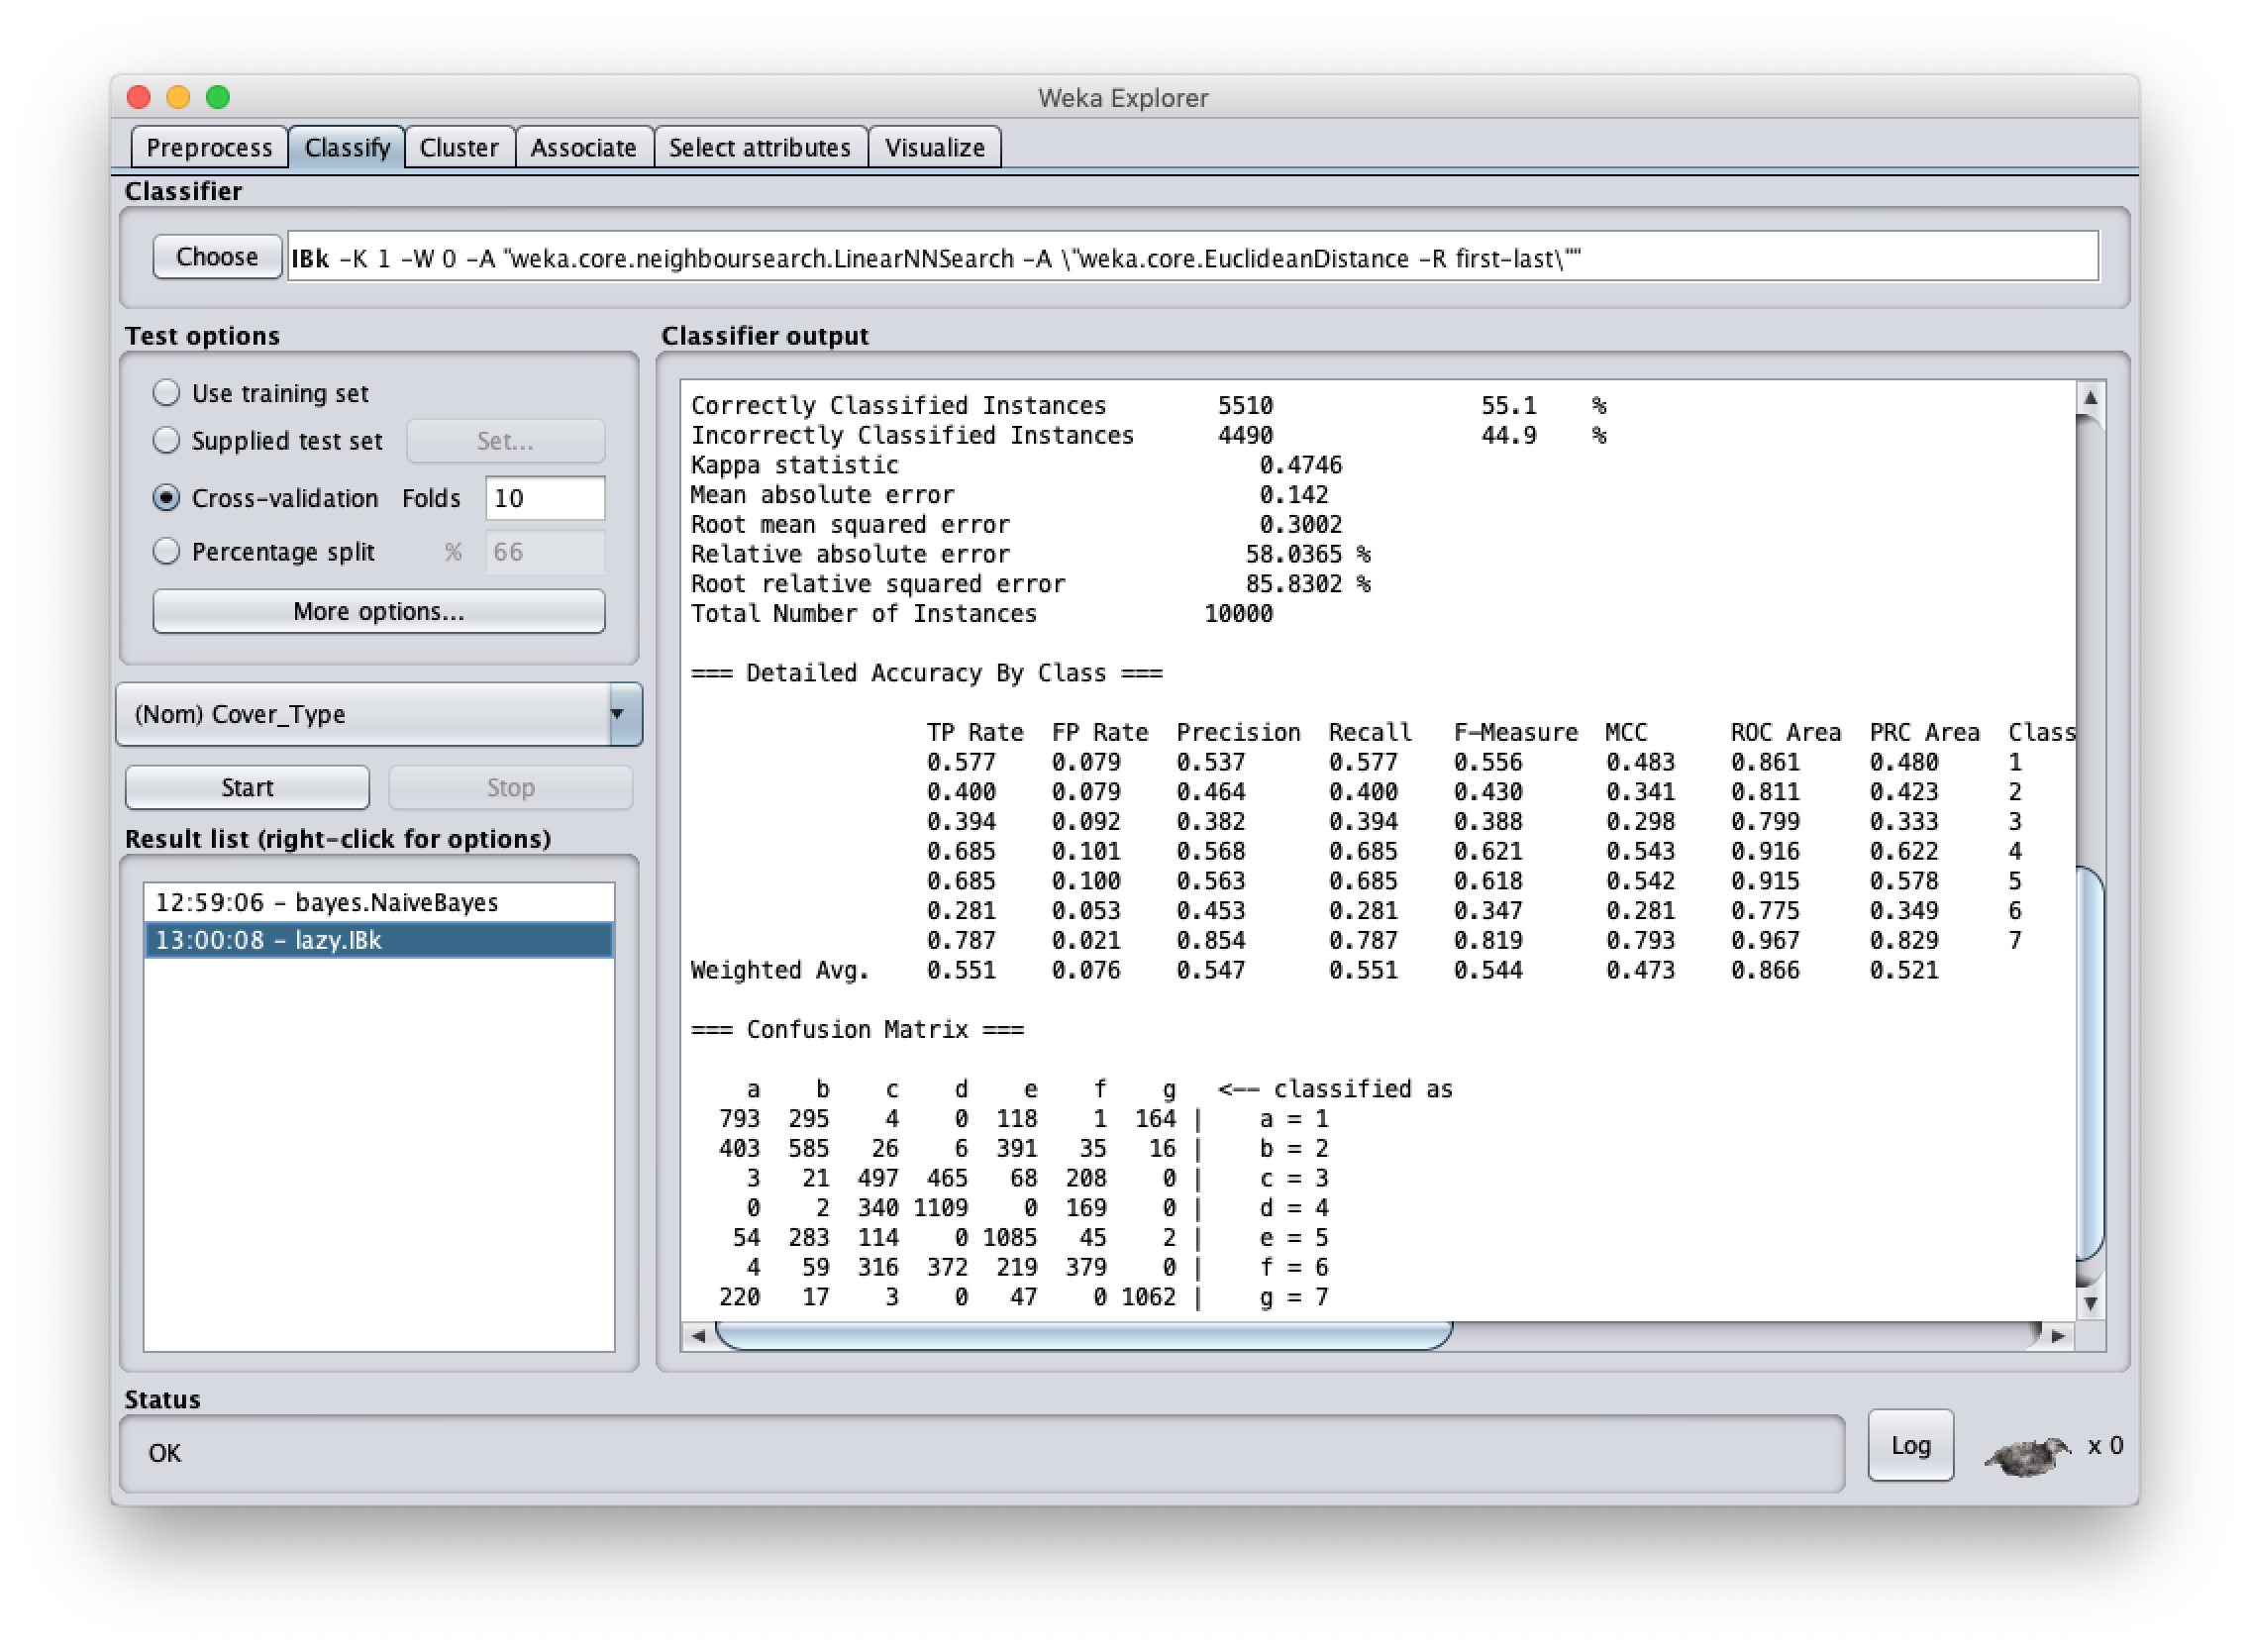 Weka Explorer
Preprocess Classify Cluster Associate Select attributes Visualize
Classifier
Choose IBk -K 1 -W 0 -A "weka.core.neighboursearch.LinearNNSearch -A \"weka.core.EuclideanDistance -R first-last\""
Test options
Use training set
Supplied test set Set...
Cross-validation Folds 10
Percentage split % 66
More options...
(Nom) Cover_Type
Start Stop
Result list (right-click for options)
12:59:06 - bayes.NaiveBayes
13:00:08 - lazy.IBk
Classifier output
Correctly Classified Instances 5510 55.1 %
Incorrectly Classified Instances 4490 44.9 %
Kappa statistic 0.4746
Mean absolute error 0.142
Root mean squared error 0.3002
Relative absolute error 58.0365 %
Root relative squared error 85.8302 %
Total Number of Instances 10000
=== Detailed Accuracy By Class ===
TP Rate FP Rate Precision Recall F-Measure MCC ROC Area PRC Area Class
0.577 0.079 0.537 0.577 0.556 0.483 0.861 0.480 1
0.400 0.079 0.464 0.400 0.430 0.341 0.811 0.423 2
0.394 0.092 0.382 0.394 0.388 0.298 0.799 0.333 3
0.685 0.101 0.568 0.685 0.621 0.543 0.916 0.622 4
0.685 0.100 0.563 0.685 0.618 0.542 0.915 0.578 5
0.281 0.053 0.453 0.281 0.347 0.281 0.775 0.349 6
0.787 0.021 0.854 0.787 0.819 0.793 0.967 0.829 7
Weighted Avg. 0.551 0.076 0.547 0.551 0.544 0.473 0.866 0.521
=== Confusion Matrix ===
a b c d e f g <-- classified as
793 295 4 0 118 1 164 | a = 1
403 585 26 6 391 35 16 | b = 2
3 21 497 465 68 208 0 | c = 3
0 2 340 1109 0 169 0 | d = 4
54 283 114 0 1085 45 2 | e = 5
4 59 316 372 219 379 0 | f = 6
220 17 3 0 47 0 1062 | g = 7
Status
OK
Log x 0